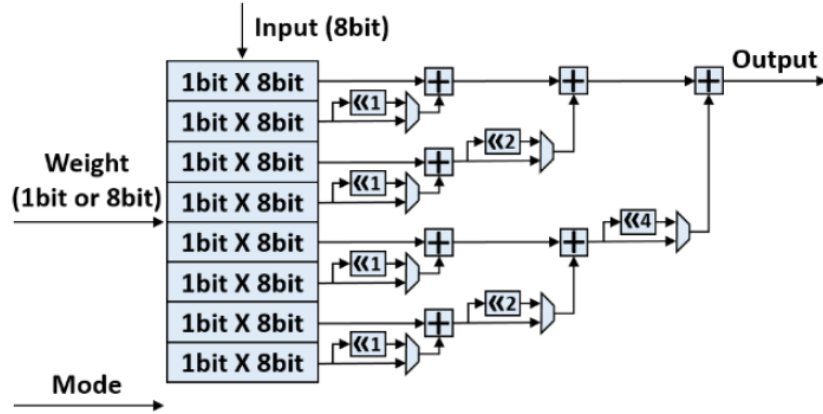 Input (8bit)
Output
1bit X 8bit
1bit X 8bit
1bit X 8bit
1bit X 8bit
1bit X 8bit
1bit X 8bit
1bit X 8bit
1bit X 8bit
Weight
(1bit or 8bit)
Mode
+
+
+
≪1
+
≪2
≪1
+
+
≪4
≪1
+
≪2
≪1